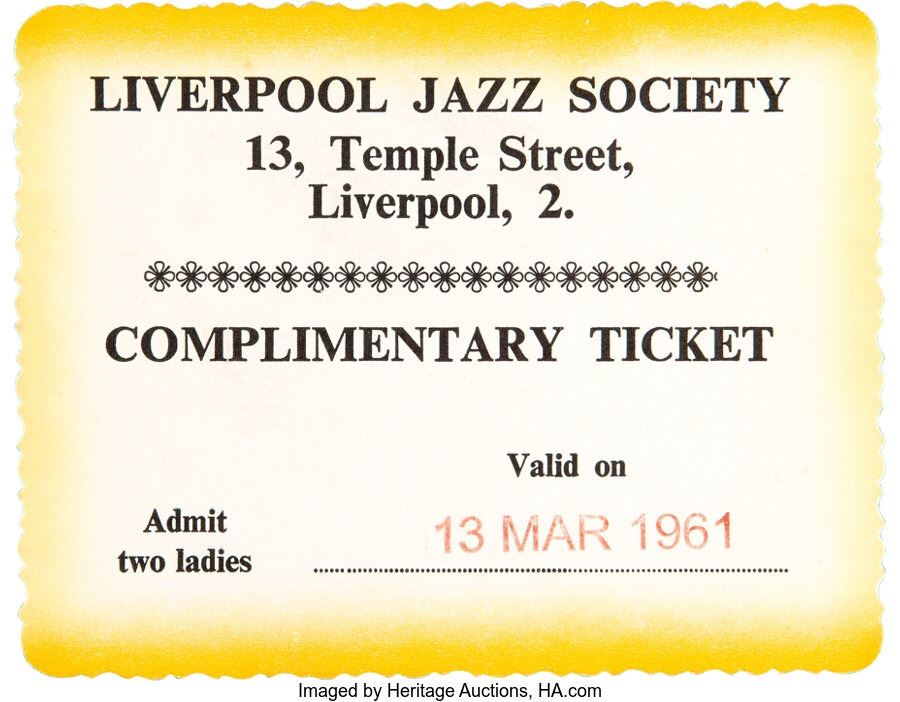 LIVERPOOL JAZZ SOCIETY
13, Temple Street,
Liverpool, 2.
COMPLIMENTARY TICKET
Valid on
Admit
two ladies
13 MAR 1961
Imaged by Heritage Auctions, HA.com